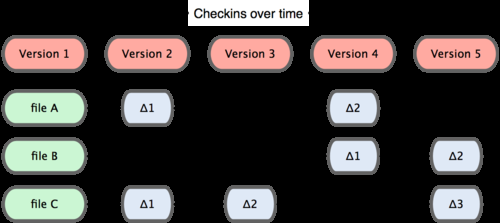 Checkins over time
Version 1 Version 2 Version 3 Version 4 Version 5
file A Δ1 Δ2
file B Δ1 Δ2
file C Δ1 Δ2 Δ3